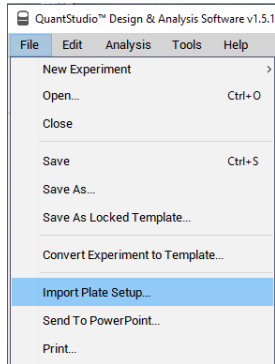 QuantStudio™ Design & Analysis Software v1.5.1
File Edit Analysis Tools Help
New Experiment >
Open... Ctrl+O
Close
Save Ctrl+S
Save As...
Save As Locked Template...
Convert Experiment to Template...
Import Plate Setup...
Send To PowerPoint...
Print...